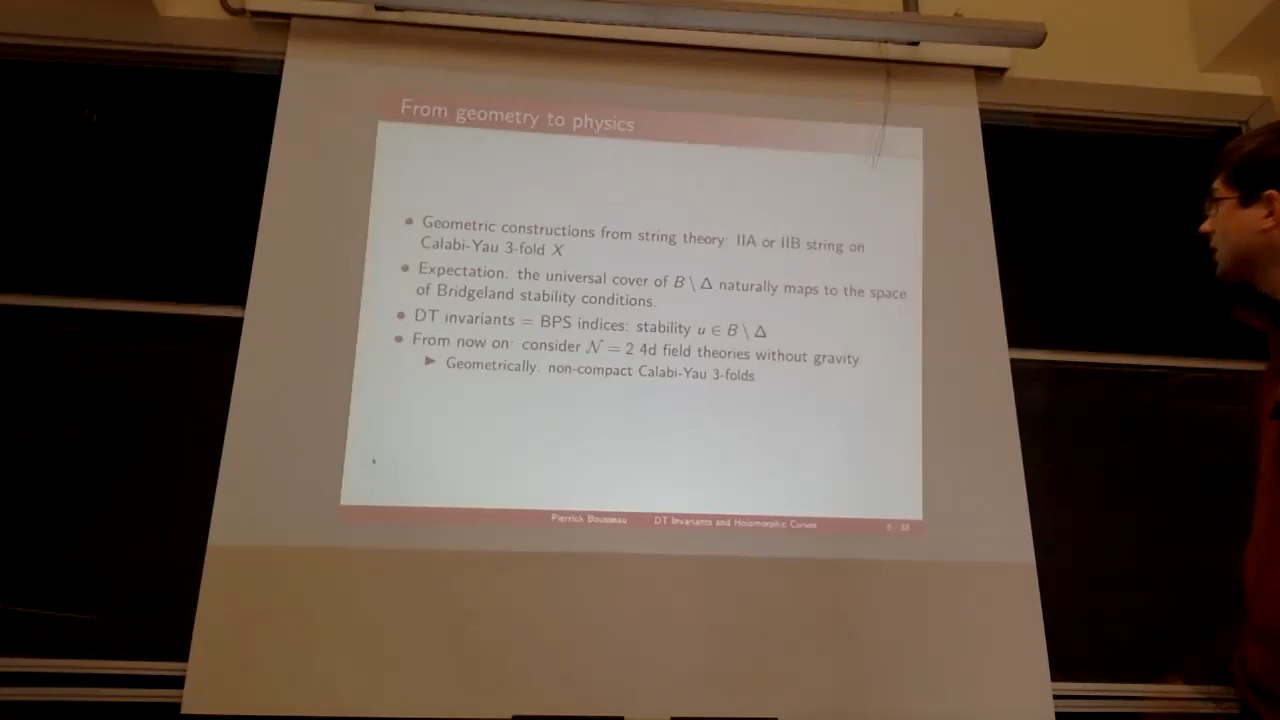 From geometry to physics
• Geometric constructions from string theory: IIA or IIB string on
Calabi-Yau 3-fold X
• Expectation: the universal cover of B \ Δ naturally maps to the space
of Bridgeland stability conditions.
• DT invariants = BPS indices: stability u ∈ B \ Δ
• From now on: consider 𝒩 = 2 4d field theories without gravity
▶ Geometrically, non-compact Calabi-Yau 3-folds
Pierrick Bousseau DT Invariants and Holomorphic Curves